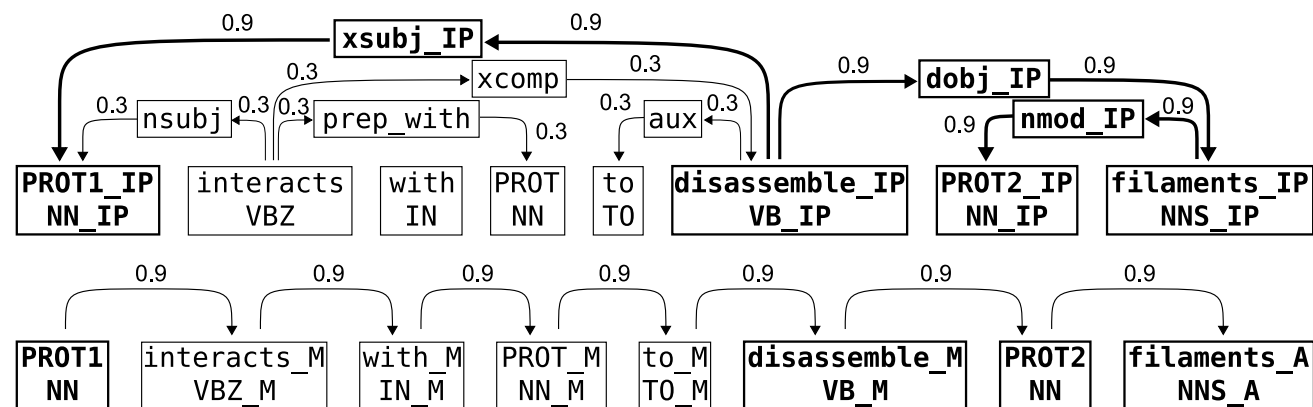 0.9 xsubj_IP 0.9
0.3 xcomp 0.3 0.9 dobj_IP 0.9
0.3 nsubj 0.3 0.3 prep_with 0.3 0.3 aux 0.3 0.9 nmod_IP 0.9
PROT1_IP interacts with PROT to disassemble_IP PROT2_IP filaments_IP
NN_IP VBZ IN NN TO VB_IP NN_IP NNS_IP
0.9 0.9 0.9 0.9 0.9 0.9 0.9
PROT1 interacts_M with_M PROT_M to_M disassemble_M PROT2 filaments_A
NN VBZ_M IN_M NN_M TO_M VB_M NN NNS_A